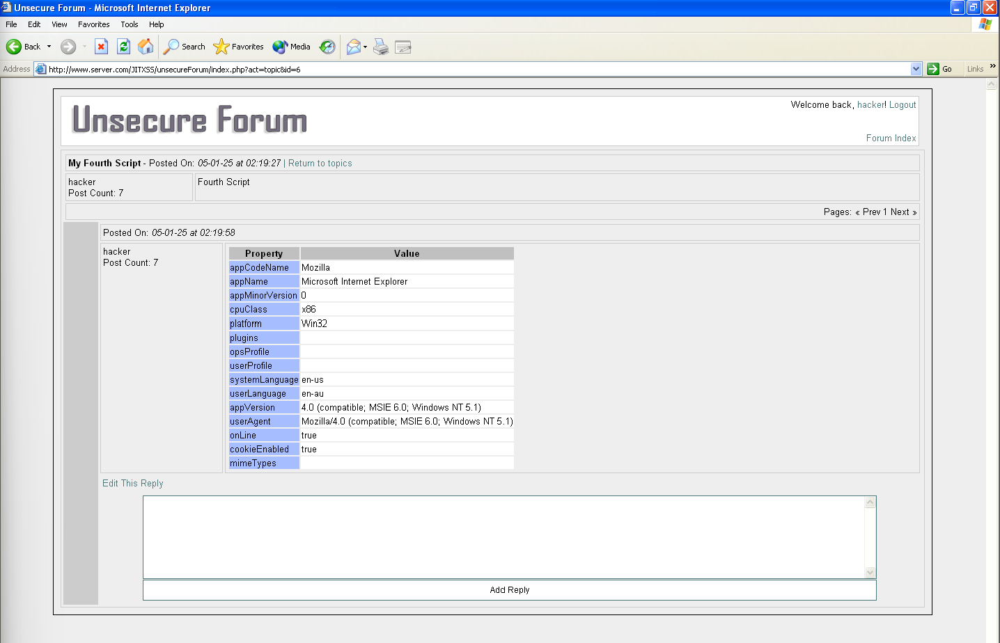 Unsecure Forum - Microsoft Internet Explorer
File Edit View Favorites Tools Help
Back Search Favorites Media
Address http://www.server.com/JITXSS/unsecureForum/index.php?act=topic&id=6 Go Links »
Unsecure Forum
Welcome back, hacker! Logout
Forum Index
My Fourth Script - Posted On: 05-01-25 at 02:19:27 | Return to topics
hacker
Post Count: 7
Fourth Script
Pages: « Prev 1 Next »
Posted On: 05-01-25 at 02:19:58
hacker
Post Count: 7
Property Value
appCodeName Mozilla
appName Microsoft Internet Explorer
appMinorVersion 0
cpuClass x86
platform Win32
plugins
opsProfile
userProfile
systemLanguage en-us
userLanguage en-au
appVersion 4.0 (compatible; MSIE 6.0; Windows NT 5.1)
userAgent Mozilla/4.0 (compatible; MSIE 6.0; Windows NT 5.1)
onLine true
cookieEnabled true
mimeTypes
Edit This Reply
Add Reply